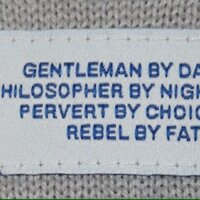 GENTLEMAN BY DA
HILOSOPHER BY NIGH
PERVERT BY CHOIC
REBEL BY FAT